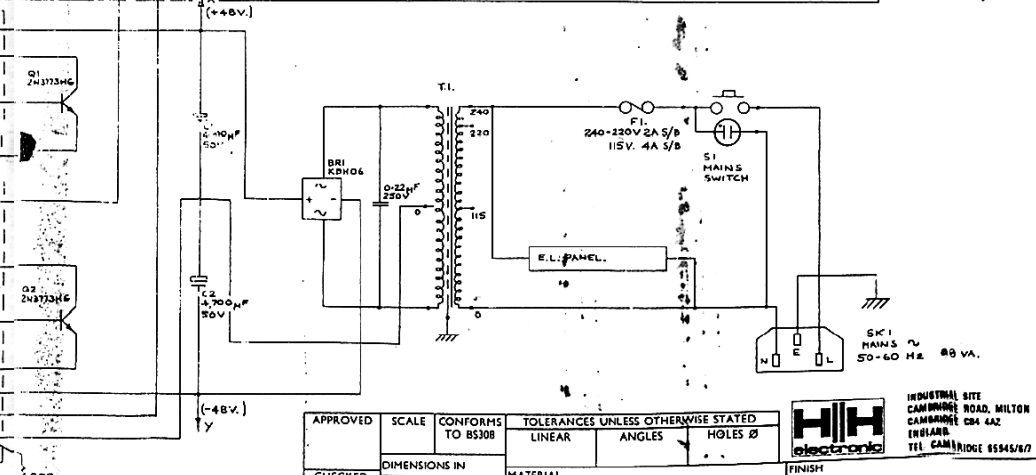 (+48V.)
Q1
2N3773HG
50V
T.1.
240
220
115
0
0
F1.
240-220V 2A S/B
115V. 4A S/B
S1
MAINS
SWITCH
BR1
KBH06
~
+ -
~
0.22µF
250V
E.L. PANEL.
Q2
2N3773HG
C2
4,700µF
50V
N E L
SK1
MAINS ~
50-60 HZ VA.
(-48V.)
Y
APPROVED
SCALE
CONFORMS
TO BS308
TOLERANCES UNLESS OTHERWISE STATED
LINEAR ANGLES HOLES Ø
DIMENSIONS IN
CHECKED
MATERIAL
FINISH
HH
electronic
INDUSTRIAL SITE
CAMBRIDGE ROAD, MILTON
CAMBRIDGE CB4 4AZ
ENGLAND
TEL CAMBRIDGE